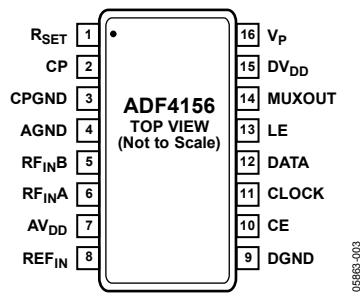 RSET 1 16 VP
CP 2 15 DVDD
CPGND 3 14 MUXOUT
AGND 4 13 LE
RFINB 5 12 DATA
RFINA 6 11 CLOCK
AVDD 7 10 CE
REFIN 8 9 DGND
ADF4156
TOP VIEW
(Not to Scale)
05863-003